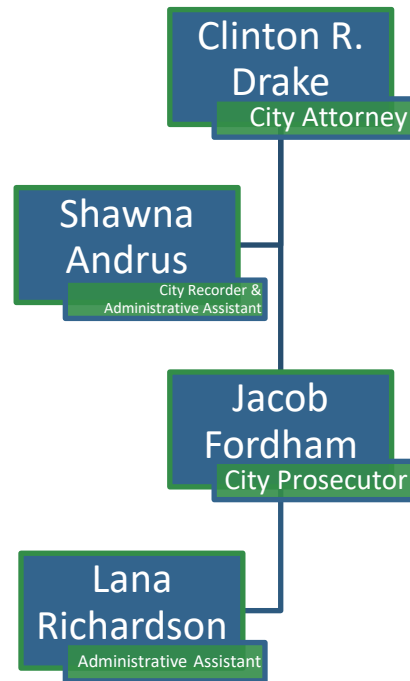 Clinton R.
Drake
City Attorney
Shawna
Andrus
City Recorder &
Administrative Assistant
Jacob
Fordham
City Prosecutor
Lana
Richardson
Administrative Assistant